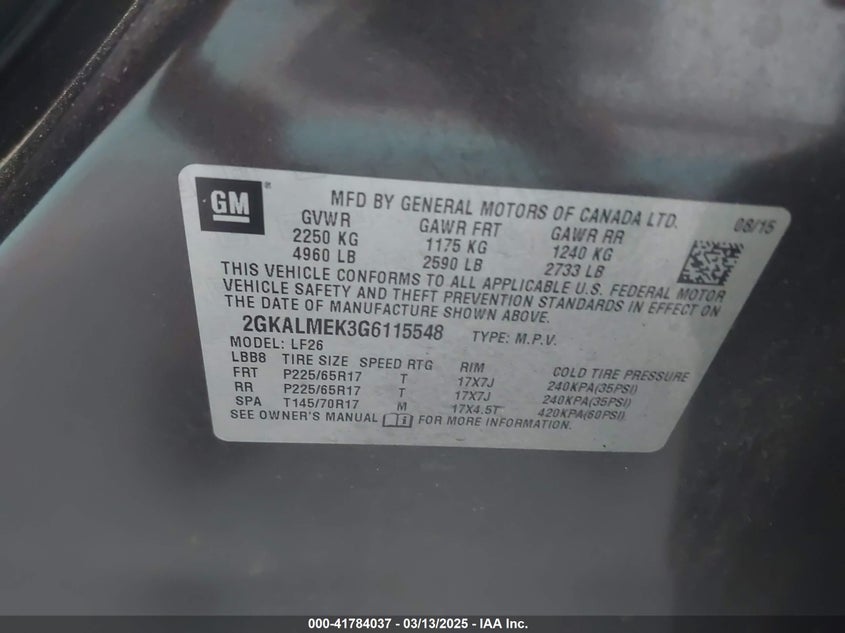 GM
MFD BY GENERAL MOTORS OF CANADA LTD.
08/15
GVWR GAWR FRT GAWR RR
2250 KG 1175 KG 1240 KG
4960 LB 2590 LB 2733 LB
THIS VEHICLE CONFORMS TO ALL APPLICABLE U.S. FEDERAL MOTOR
VEHICLE SAFETY AND THEFT PREVENTION STANDARDS IN EFFECT ON
THE DATE OF MANUFACTURE SHOWN ABOVE.
2GKALMEK3G6115548 TYPE: M.P.V.
MODEL: LF26
LBB8 TIRE SIZE SPEED RTG RIM COLD TIRE PRESSURE
FRT P225/65R17 T 17X7J 240KPA(35PSI)
RR P225/65R17 T 17X7J 240KPA(35PSI)
SPA T145/70R17 M 17X4.5T 420KPA(60PSI)
SEE OWNER'S MANUAL i FOR MORE INFORMATION.
000-41784037 - 03/13/2025 - IAA Inc.